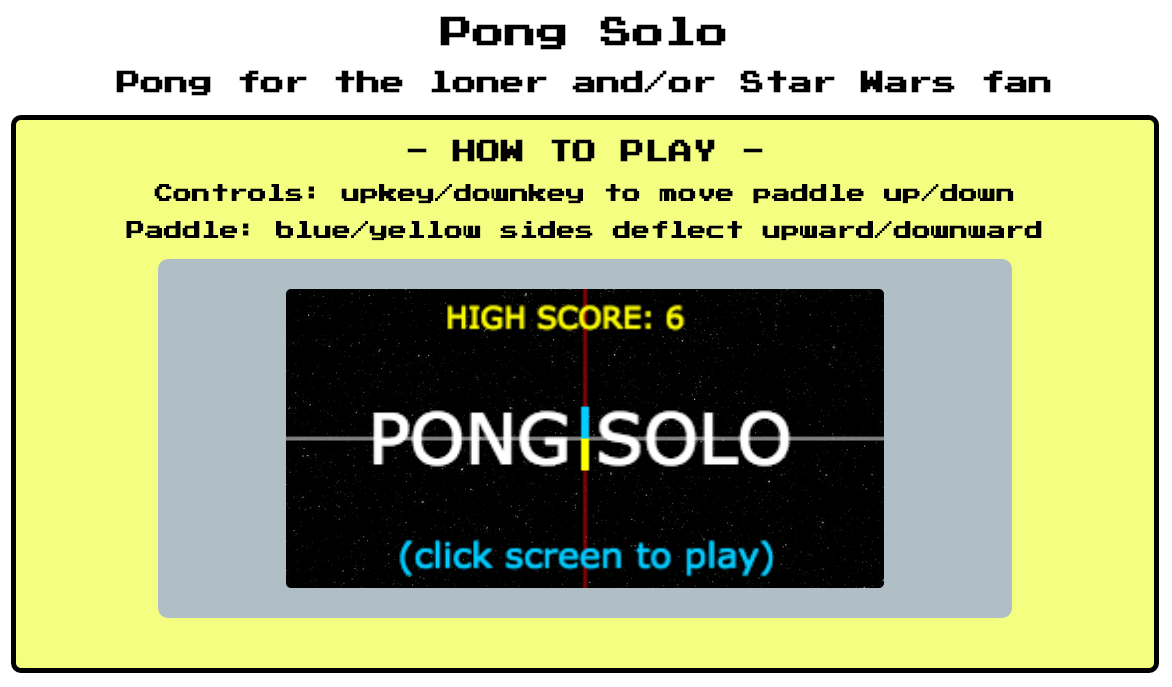 Pong Solo
Pong for the loner and/or Star Wars fan
- HOW TO PLAY -
Controls: upkey/downkey to move paddle up/down
Paddle: blue/yellow sides deflect upward/downward
HIGH SCORE: 6
PONG SOLO
(click screen to play)